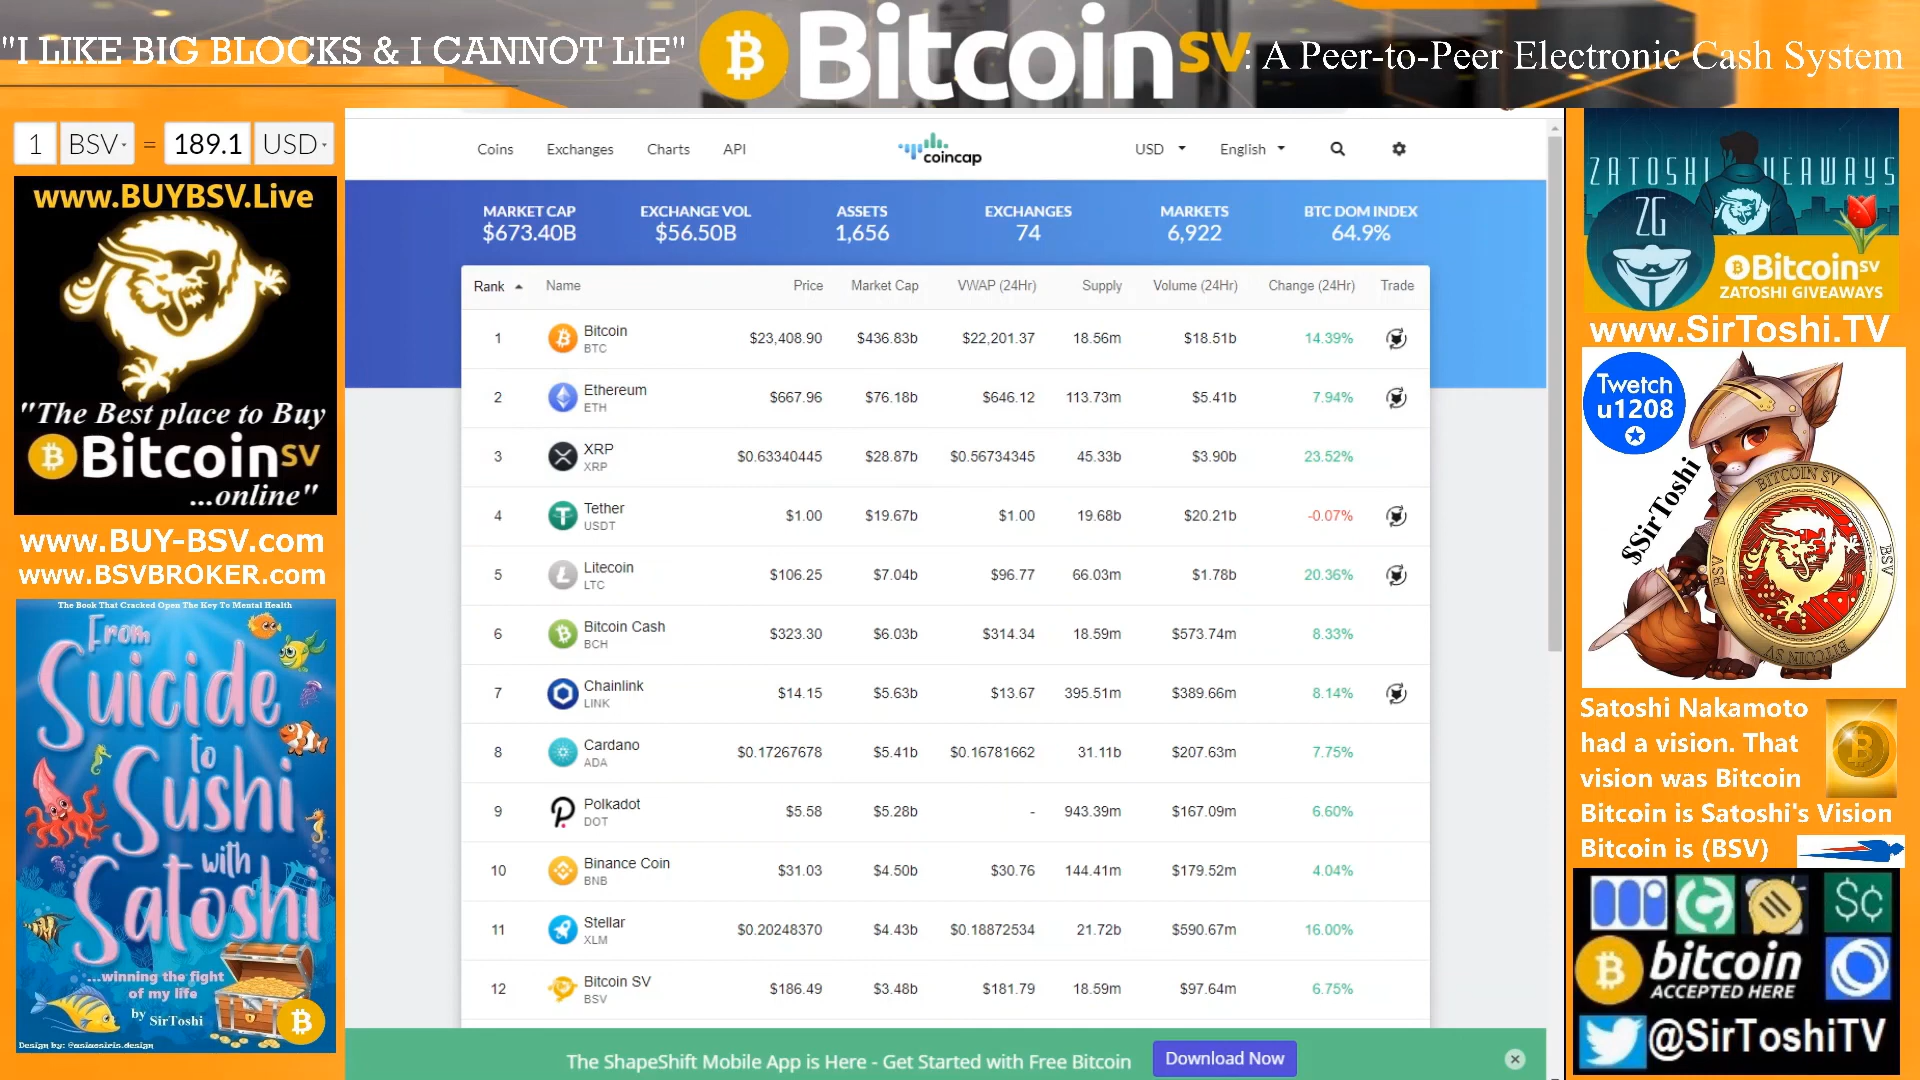 "I LIKE BIG BLOCKS & I CANNOT LIE"
Bitcoin SV: A Peer-to-Peer Electronic Cash System
1 BSV = 189.1 USD
www.BUYBSV.Live
"The Best place to Buy
Bitcoin SV
...online"
www.BUY-BSV.com
www.BSVBROKER.com
The Book That Cracked Open The Key To Mental Health
From
Suicide
to
Sushi
with
Satoshi
...winning the fight
of my life
by SirToshi
Design by: @asiaosiris.design
Coins Exchanges Charts API coincap USD English
MARKET CAP EXCHANGE VOL ASSETS EXCHANGES MARKETS BTC DOM INDEX
$673.40B $56.50B 1,656 74 6,922 64.9%
Rank Name Price Market Cap VWAP (24Hr) Supply Volume (24Hr) Change (24Hr) Trade
1 Bitcoin $23,408.90 $436.83b $22,201.37 18.56m $18.51b 14.39%
BTC
2 Ethereum $667.96 $76.18b $646.12 113.73m $5.41b 7.94%
ETH
3 XRP $0.63340445 $28.87b $0.56734345 45.33b $3.90b 23.52%
XRP
4 Tether $1.00 $19.67b $1.00 19.68b $20.21b -0.07%
USDT
5 Litecoin $106.25 $7.04b $96.77 66.03m $1.78b 20.36%
LTC
6 Bitcoin Cash $323.30 $6.03b $314.34 18.59m $573.74m 8.33%
BCH
7 Chainlink $14.15 $5.63b $13.67 395.51m $389.66m 8.14%
LINK
8 Cardano $0.17267678 $5.41b $0.16781662 31.11b $207.63m 7.75%
ADA
9 Polkadot $5.58 $5.28b - 943.39m $167.09m 6.60%
DOT
10 Binance Coin $31.03 $4.50b $30.76 144.41m $179.52m 4.04%
BNB
11 Stellar $0.20248370 $4.43b $0.18872534 21.72b $590.67m 16.00%
XLM
12 Bitcoin SV $186.49 $3.48b $181.79 18.59m $97.64m 6.75%
BSV
The ShapeShift Mobile App is Here - Get Started with Free Bitcoin Download Now
ZATOSHI GIVEAWAYS
ZG
Bitcoin SV
ZATOSHI GIVEAWAYS
www.SirToshi.TV
Twetch
u1208
$SirToshi
BITCOIN SV
BSV
BSV
BITCOIN SV
Satoshi Nakamoto
had a vision. That
vision was Bitcoin
Bitcoin is Satoshi's Vision
Bitcoin is (BSV)
$¢
bitcoin
ACCEPTED HERE
@SirToshiTV